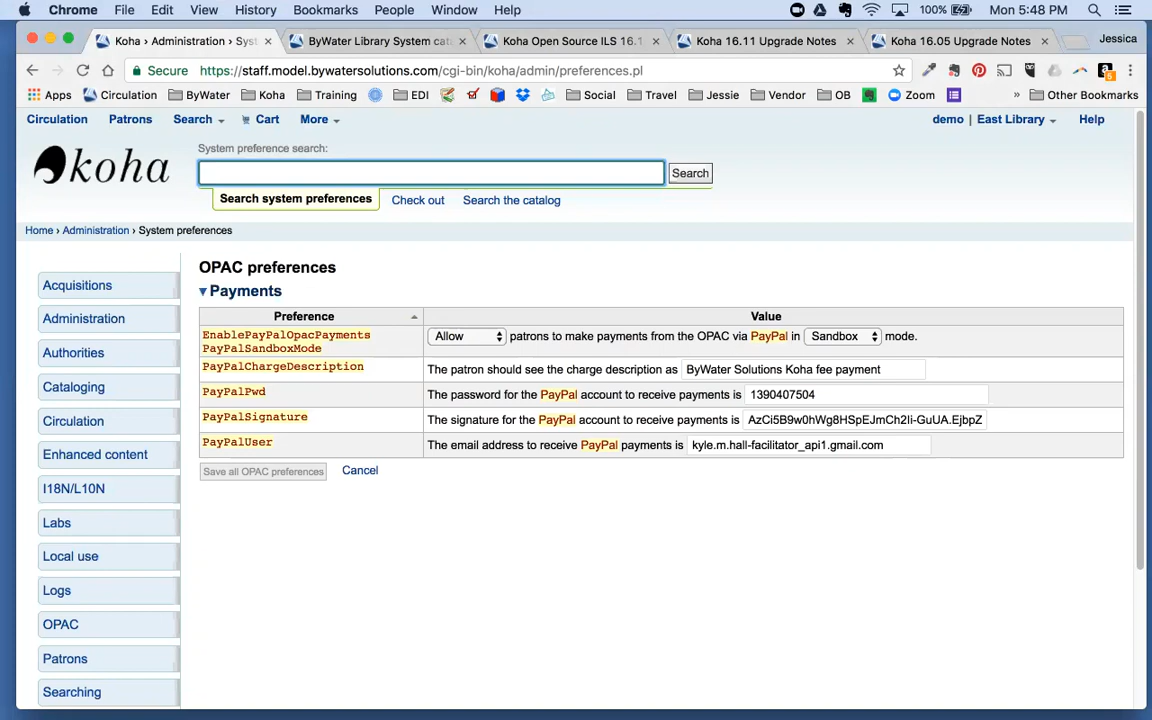 Chrome File Edit View History Bookmarks People Window Help 100% Mon 5:48 PM
Koha › Administration › Syst × ByWater Library System cat × Koha Open Source ILS 16.1 × Koha 16.11 Upgrade Notes × Koha 16.05 Upgrade Notes × Jessica
Secure https://staff.model.bywatersolutions.com/cgi-bin/koha/admin/preferences.pl
Apps Circulation ByWater Koha Training EDI Social Travel Jessie Vendor OB Zoom » Other Bookmarks
Circulation Patrons Search Cart More demo | East Library Help
koha
System preference search:
Search
Search system preferences Check out Search the catalog
Home › Administration › System preferences
Acquisitions
Administration
Authorities
Cataloging
Circulation
Enhanced content
I18N/L10N
Labs
Local use
Logs
OPAC
Patrons
Searching
OPAC preferences
Payments
Preference Value
EnablePayPalOpacPayments
PayPalSandboxMode
Allow patrons to make payments from the OPAC via PayPal in Sandbox mode.
PayPalChargeDescription The patron should see the charge description as ByWater Solutions Koha fee payment
PayPalPwd The password for the PayPal account to receive payments is 1390407504
PayPalSignature The signature for the PayPal account to receive payments is AzCi5B9w0hWg8HSpEJmCh2Ii-GuUA.EjbpZ
PayPalUser The email address to receive PayPal payments is kyle.m.hall-facilitator_api1.gmail.com
Save all OPAC preferences Cancel